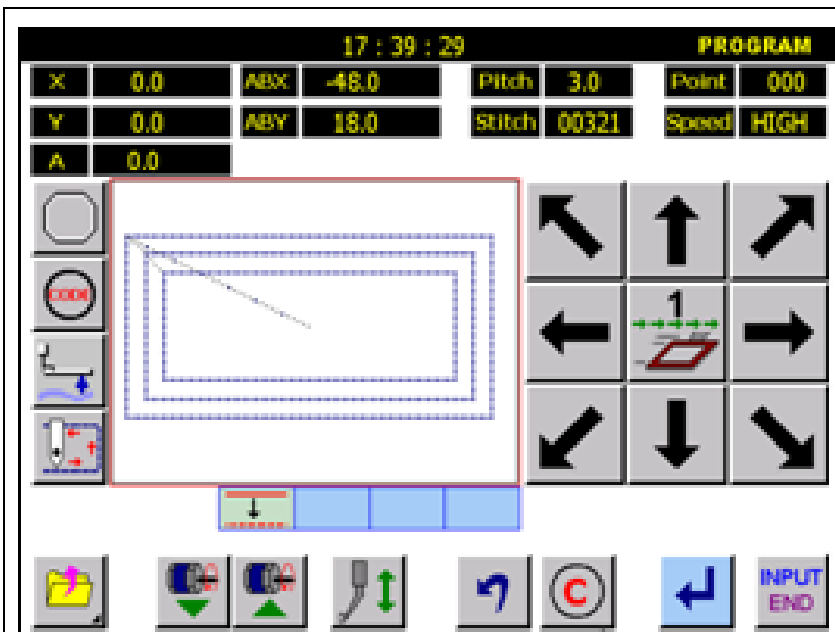 17 : 39 : 29 PROGRAM
X 0.0 ABX -48.0 Pitch 3.0 Point 000
Y 0.0 ABY 18.0 Stitch 00321 Speed HIGH
A 0.0
CODE
1
C
INPUT
END